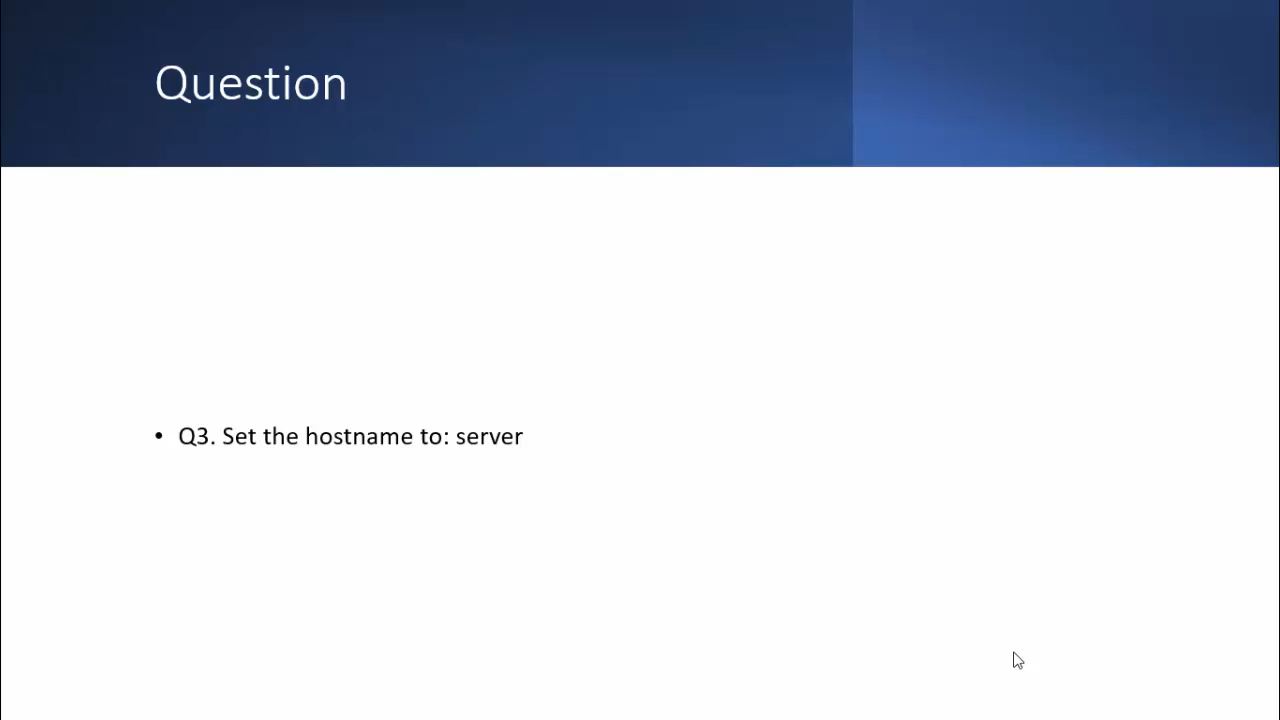 Question
• Q3. Set the hostname to: server